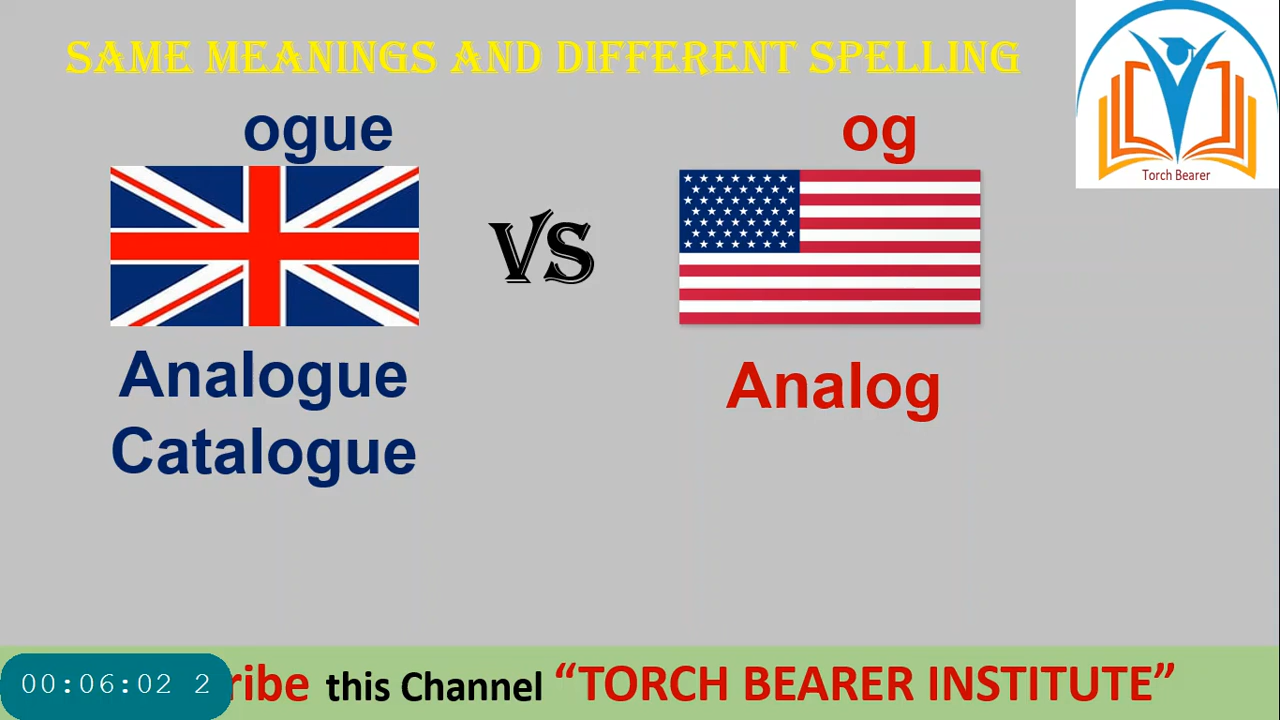 SAME MEANINGS AND DIFFERENT SPELLING
Torch Bearer
ogue
og
VS
Analogue
Analog
Catalogue
00:06:02 2
ribe this Channel “TORCH BEARER INSTITUTE”